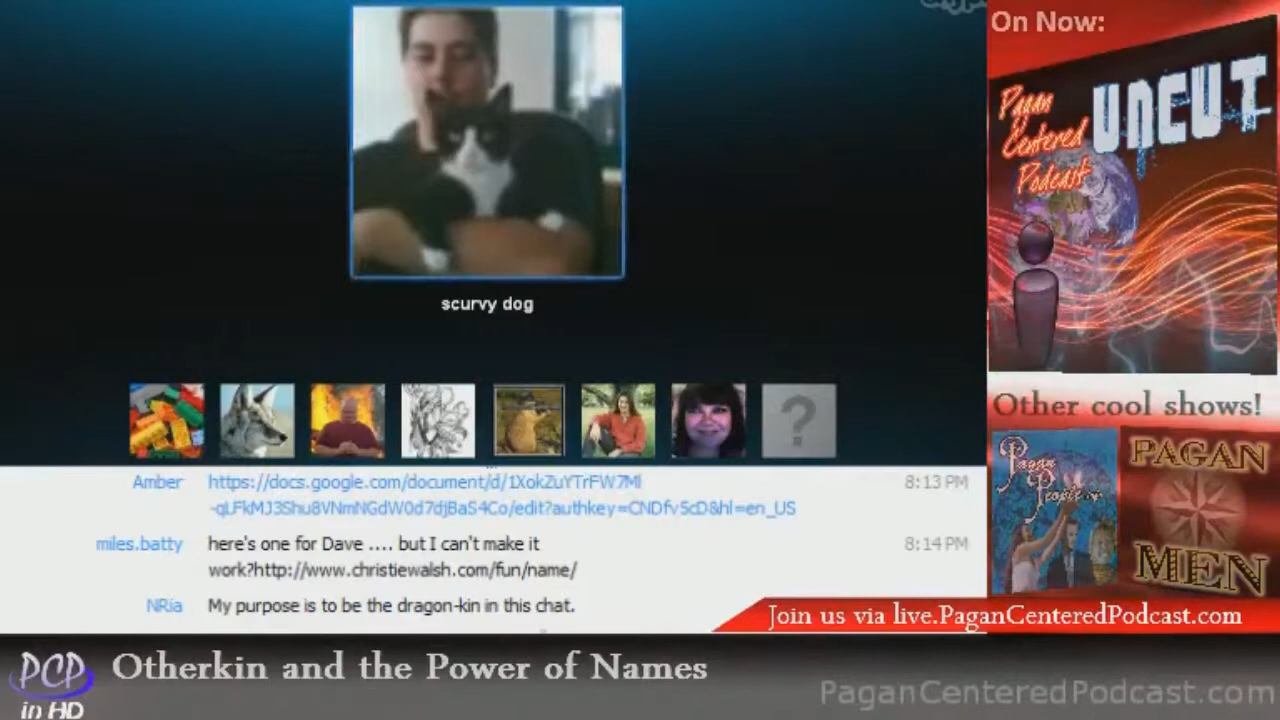 On Now:
Pagan
Centered
Podcast
UNCUT
scurvy dog
?
Other cool shows!
Pagan
PAGAN
MEN
Amber
https://docs.google.com/document/d/1XokZuYTrFW7Ml
-qLFkMJ3Shu8VNmNGdW0d7djBaS4Co/edit?authkey=CNDfv5cD&hl=en_US
8:13 PM
miles.batty
here's one for Dave .... but I can't make it
work?http://www.christiewalsh.com/fun/name/
8:14 PM
NRia
My purpose is to be the dragon-kin in this chat.
Join us via live.PaganCenteredPodcast.com
PCP
in HD
Otherkin and the Power of Names
PaganCenteredPodcast.com